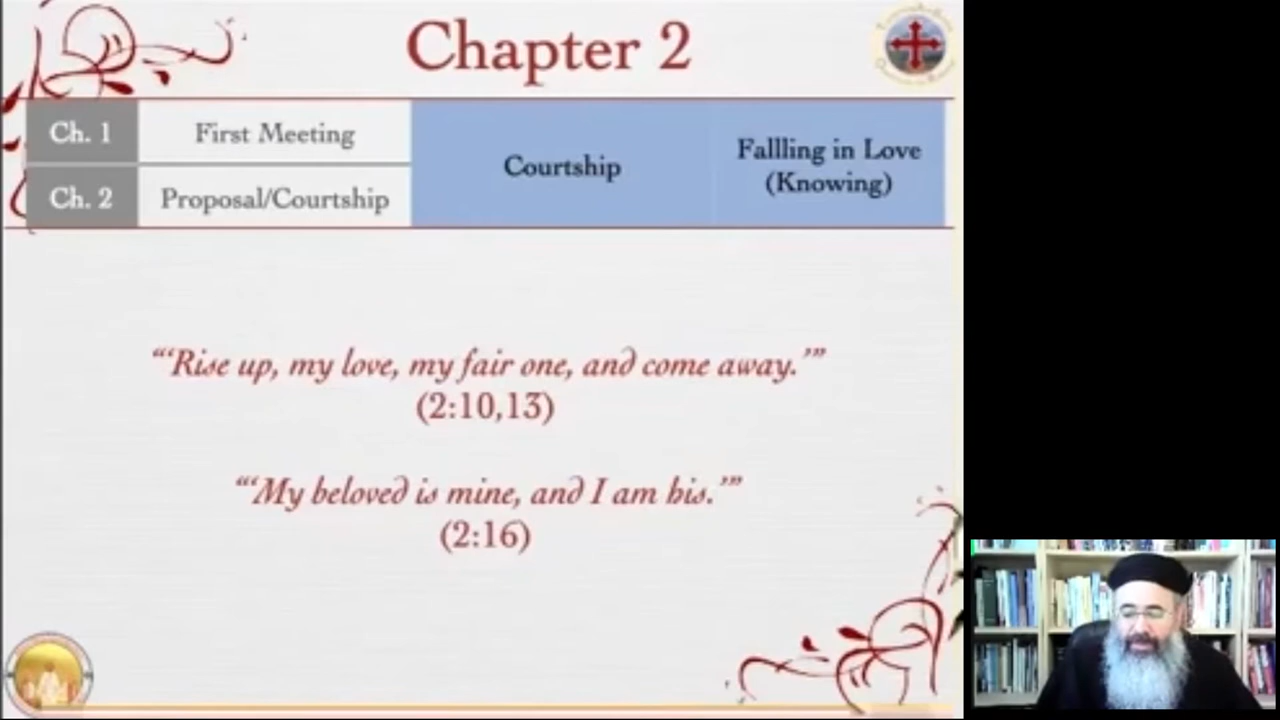 Chapter 2
Ch. 1 First Meeting
Ch. 2 Proposal/Courtship
Courtship
Fallling in Love
(Knowing)
“‘Rise up, my love, my fair one, and come away.’”
(2:10,13)
“‘My beloved is mine, and I am his.’”
(2:16)